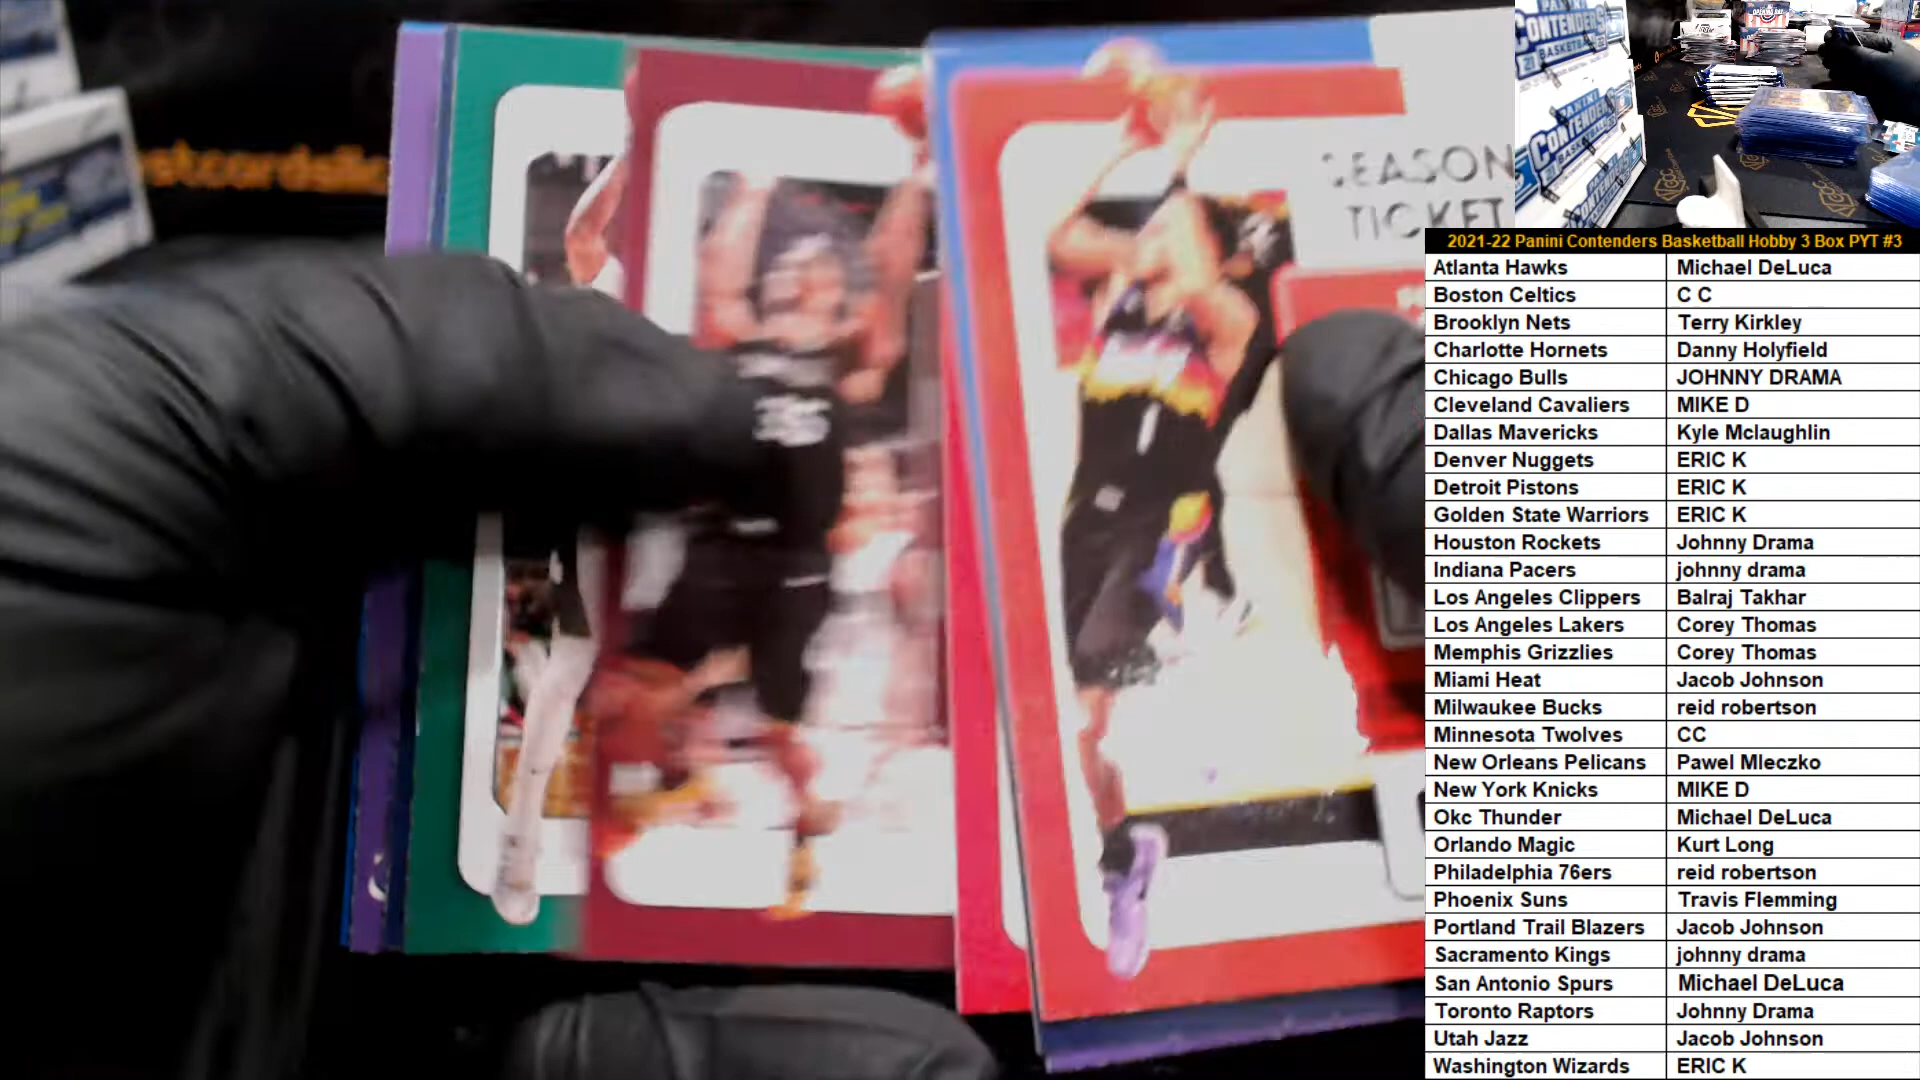 SEASON
TICKET
PANINI
CONTENDERS
BASKETBALL
PANINI
CONTENDERS
BASKETBALL
2021-22 Panini Contenders Basketball Hobby 3 Box PYT #3
Atlanta Hawks Michael DeLuca
Boston Celtics C C
Brooklyn Nets Terry Kirkley
Charlotte Hornets Danny Holyfield
Chicago Bulls JOHNNY DRAMA
Cleveland Cavaliers MIKE D
Dallas Mavericks Kyle Mclaughlin
Denver Nuggets ERIC K
Detroit Pistons ERIC K
Golden State Warriors ERIC K
Houston Rockets Johnny Drama
Indiana Pacers johnny drama
Los Angeles Clippers Balraj Takhar
Los Angeles Lakers Corey Thomas
Memphis Grizzlies Corey Thomas
Miami Heat Jacob Johnson
Milwaukee Bucks reid robertson
Minnesota Twolves CC
New Orleans Pelicans Pawel Mleczko
New York Knicks MIKE D
Okc Thunder Michael DeLuca
Orlando Magic Kurt Long
Philadelphia 76ers reid robertson
Phoenix Suns Travis Flemming
Portland Trail Blazers Jacob Johnson
Sacramento Kings johnny drama
San Antonio Spurs Michael DeLuca
Toronto Raptors Johnny Drama
Utah Jazz Jacob Johnson
Washington Wizards ERIC K